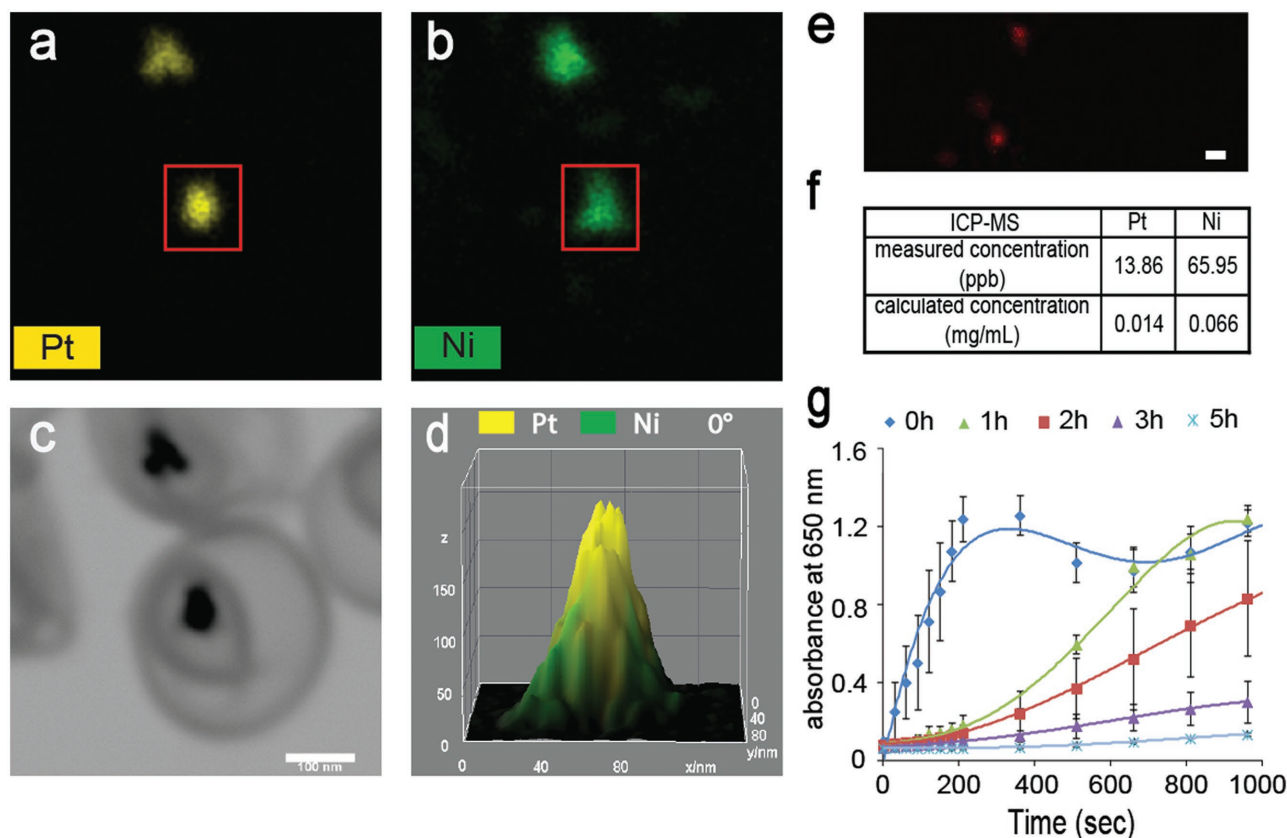 a
Pt
b
Ni
c
100 nm
d
Pt Ni 0°
z
200
150
100
50
0
0
40
80
x/nm
0
40
80
y/nm
e
f
ICP-MS Pt Ni
measured concentration (ppb) 13.86 65.95
calculated concentration (mg/mL) 0.014 0.066
g
0h 1h 2h 3h 5h
absorbance at 650 nm
1.6
1.2
0.8
0.4
0
0 200 400 600 800 1000
Time (sec)